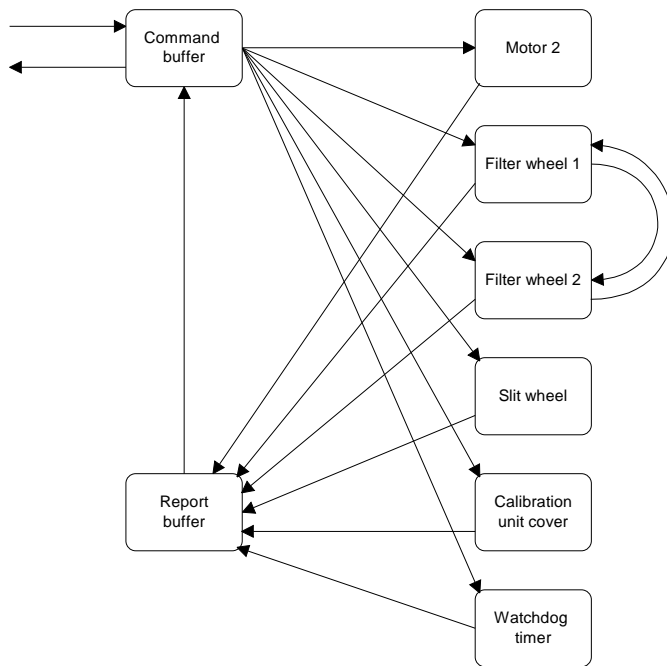 Command
buffer
Motor 2
Filter wheel 1
Filter wheel 2
Slit wheel
Report
buffer
Calibration
unit cover
Watchdog
timer